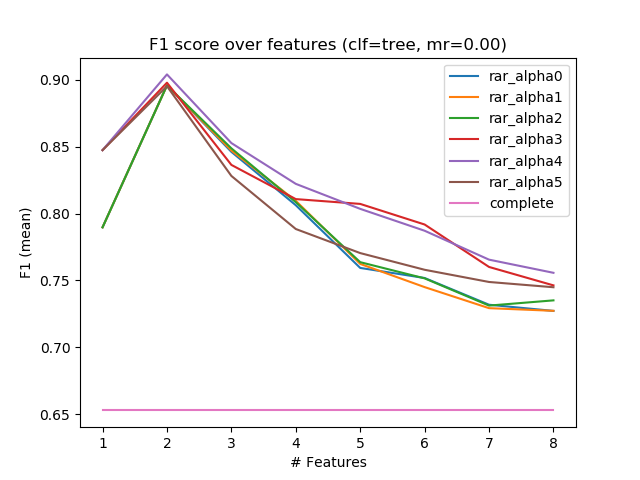 F1 score over features (clf=tree, mr=0.00)
F1 (mean)
0.90
0.85
0.80
0.75
0.70
0.65
rar_alpha0
rar_alpha1
rar_alpha2
rar_alpha3
rar_alpha4
rar_alpha5
complete
1 2 3 4 5 6 7 8
# Features